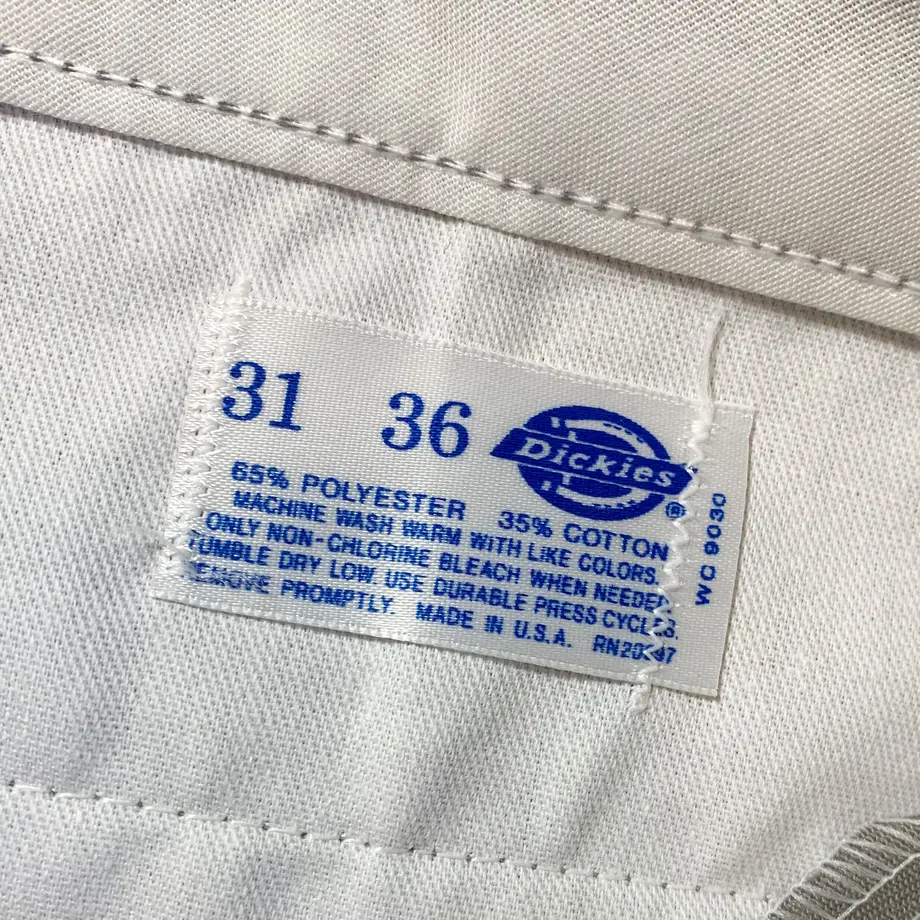 31 36
Dickies ®
65% POLYESTER 35% COTTON
MACHINE WASH WARM WITH LIKE COLORS.
ONLY NON-CHLORINE BLEACH WHEN NEEDED.
TUMBLE DRY LOW. USE DURABLE PRESS CYCLES.
REMOVE PROMPTLY. MADE IN U.S.A.
WC 9030